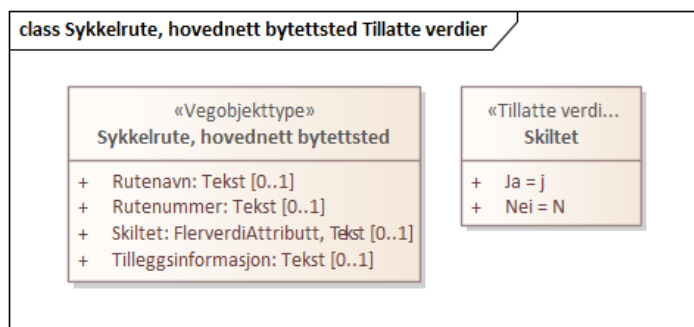 class Sykkelrute, hovednett bytettsted Tillatte verdier
«Vegobjekttype»
Sykkelrute, hovednett bytettsted
+ Rutenavn: Tekst [0..1]
+ Rutenummer: Tekst [0..1]
+ Skiltet: FlerverdiAttributt, Tekst [0..1]
+ Tilleggsinformasjon: Tekst [0..1]
«Tillatte verdi...
Skiltet
+ Ja = j
+ Nei = N